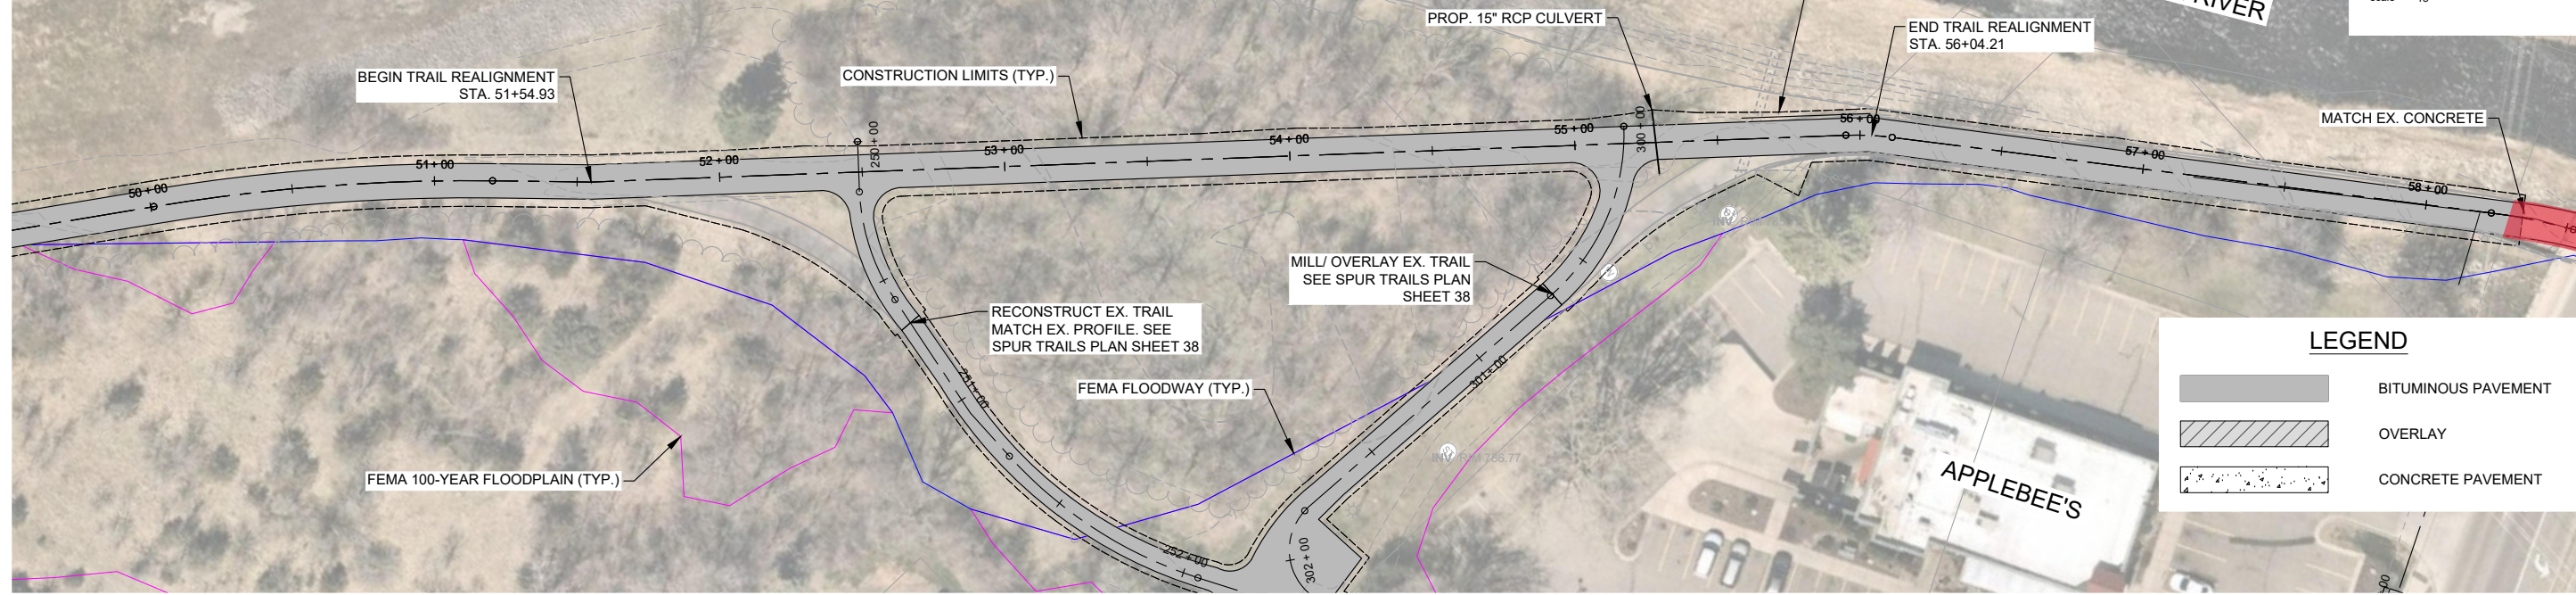 RIVER
PROP. 15" RCP CULVERT
END TRAIL REALIGNMENT
STA. 56+04.21
BEGIN TRAIL REALIGNMENT
STA. 51+54.93
CONSTRUCTION LIMITS (TYP.)
MATCH EX. CONCRETE
50+00
51+00
52+00
53+00
54+00
55+00
56+00
57+00
58+00
250+00
300+00
MILL/ OVERLAY EX. TRAIL
SEE SPUR TRAILS PLAN
SHEET 38
RECONSTRUCT EX. TRAIL
MATCH EX. PROFILE. SEE
SPUR TRAILS PLAN SHEET 38
251+00
301+00
FEMA FLOODWAY (TYP.)
FEMA 100-YEAR FLOODPLAIN (TYP.)
766.77
252+00
302+00
APPLEBEE'S
LEGEND
BITUMINOUS PAVEMENT
OVERLAY
CONCRETE PAVEMENT